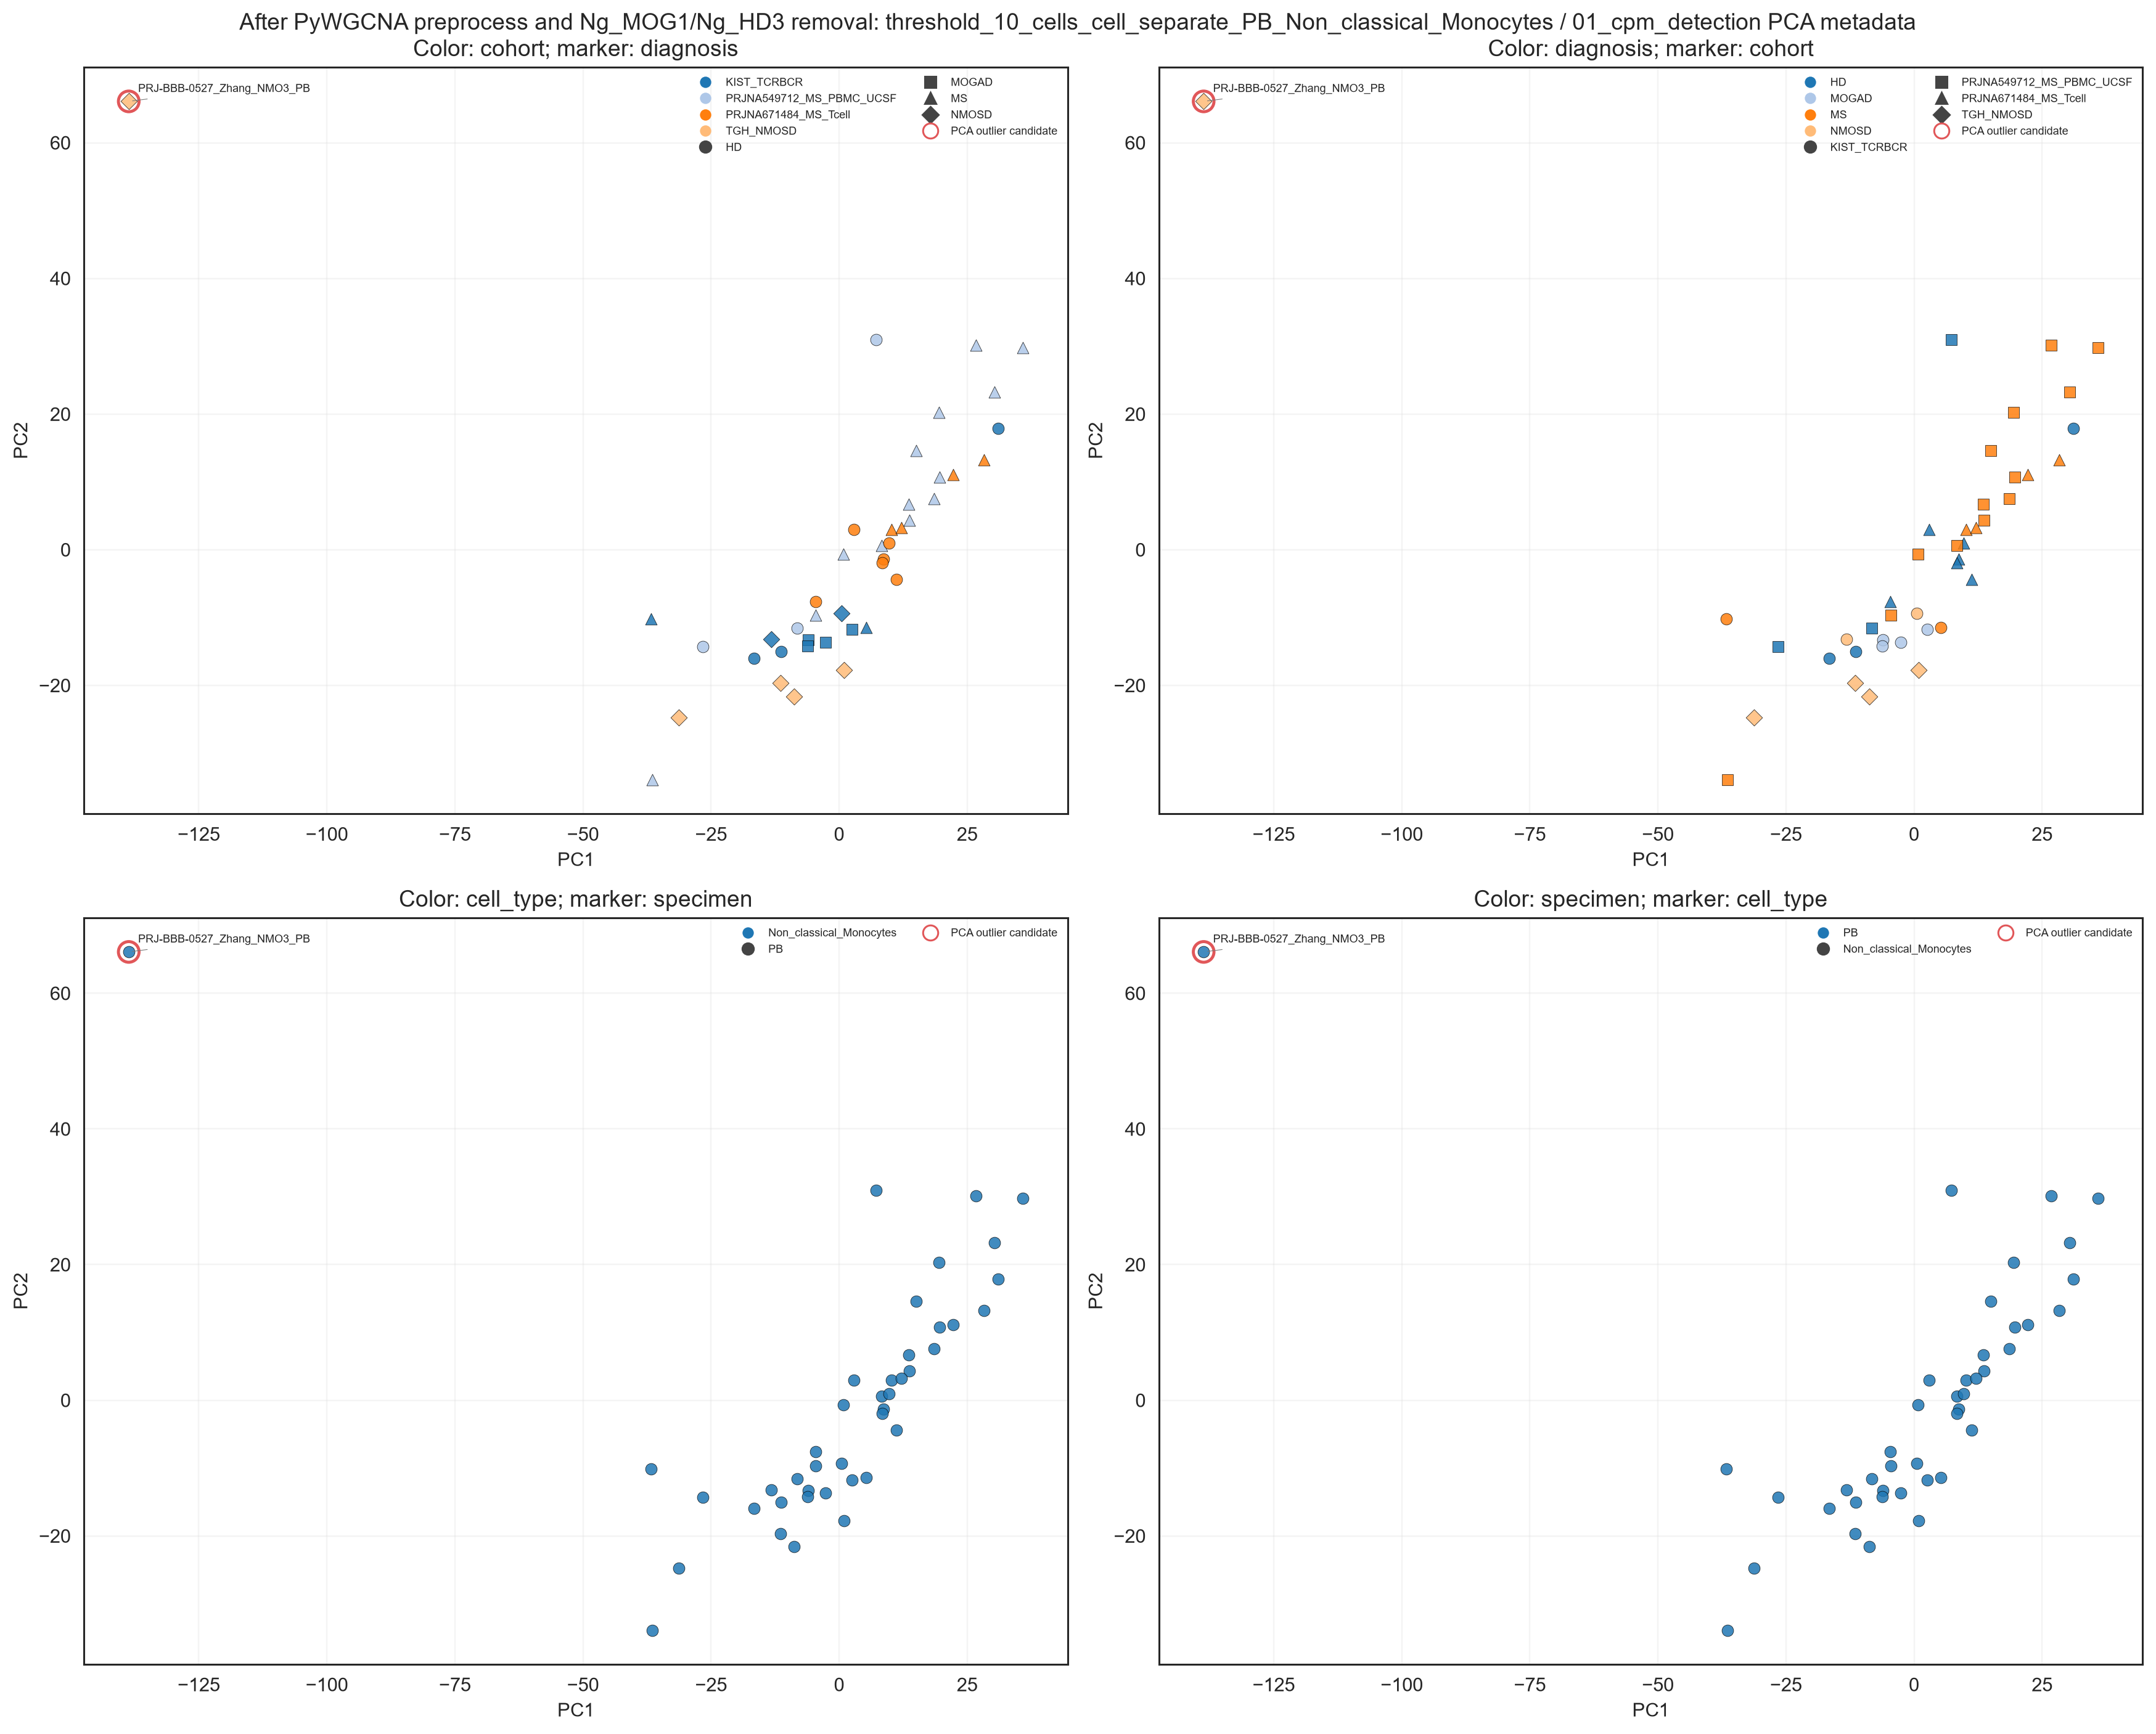 After PyWGCNA preprocess and Ng_MOG1/Ng_HD3 removal: threshold_10_cells_cell_separate_PB_Non_classical_Monocytes / 01_cpm_detection PCA metadata
Color: cohort; marker: diagnosis
PRJ-BBB-0527_Zhang_NMO3_PB
KIST_TCRBCR
PRJNA549712_MS_PBMC_UCSF
PRJNA671484_MS_Tcell
TGH_NMOSD
HD
MOGAD
MS
NMOSD
PCA outlier candidate
60
40
20
0
−20
PC2
−125
−100
−75
−50
−25
0
25
PC1
Color: diagnosis; marker: cohort
PRJ-BBB-0527_Zhang_NMO3_PB
HD
MOGAD
MS
NMOSD
KIST_TCRBCR
PRJNA549712_MS_PBMC_UCSF
PRJNA671484_MS_Tcell
TGH_NMOSD
PCA outlier candidate
60
40
20
0
−20
PC2
−125
−100
−75
−50
−25
0
25
PC1
Color: cell_type; marker: specimen
PRJ-BBB-0527_Zhang_NMO3_PB
Non_classical_Monocytes
PB
PCA outlier candidate
60
40
20
0
−20
PC2
−125
−100
−75
−50
−25
0
25
PC1
Color: specimen; marker: cell_type
PRJ-BBB-0527_Zhang_NMO3_PB
PB
Non_classical_Monocytes
PCA outlier candidate
60
40
20
0
−20
PC2
−125
−100
−75
−50
−25
0
25
PC1